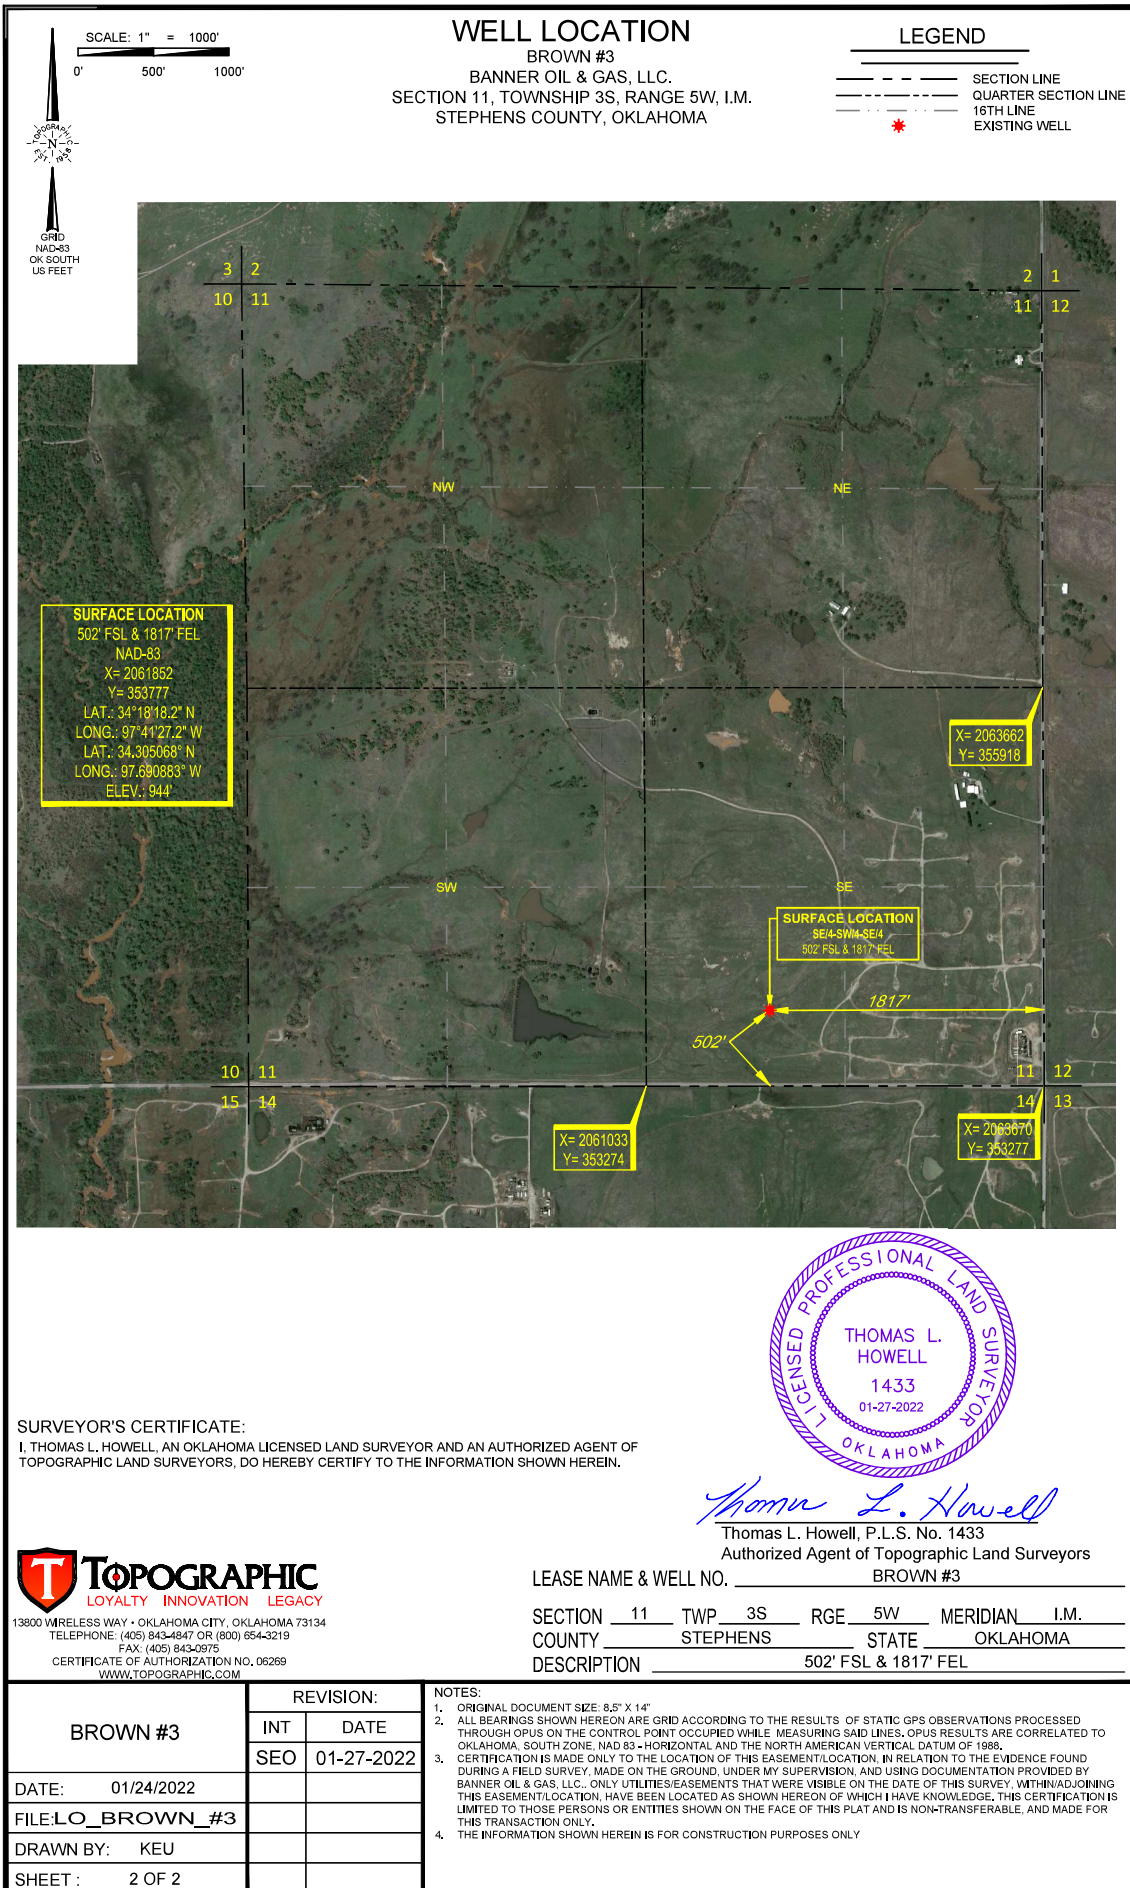 SCALE: 1" = 1000'
0' 500' 1000'
TOPOGRAPHIC
N
EST. 1958
GRID
NAD-83
OK SOUTH
US FEET
WELL LOCATION
BROWN #3
BANNER OIL & GAS, LLC.
SECTION 11, TOWNSHIP 3S, RANGE 5W, I.M.
STEPHENS COUNTY, OKLAHOMA
LEGEND
SECTION LINE
QUARTER SECTION LINE
16TH LINE
EXISTING WELL
3 2
10 11
2 1
11 12
NW
NE
SURFACE LOCATION
502' FSL & 1817' FEL
NAD-83
X= 2061852
Y= 353777
LAT.: 34°18'18.2" N
LONG.: 97°41'27.2" W
LAT.: 34.305068° N
LONG.: 97.690883° W
ELEV.: 944'
X= 2063662
Y= 355918
SW
SE
SURFACE LOCATION
SE/4-SW/4-SE/4
502' FSL & 1817' FEL
1817'
502'
10 11
15 14
11 12
14 13
X= 2061033
Y= 353274
X= 2063670
Y= 353277
LICENSED PROFESSIONAL LAND SURVEYOR
THOMAS L.
HOWELL
1433
01-27-2022
OKLAHOMA
SURVEYOR'S CERTIFICATE:
I, THOMAS L. HOWELL, AN OKLAHOMA LICENSED LAND SURVEYOR AND AN AUTHORIZED AGENT OF
TOPOGRAPHIC LAND SURVEYORS, DO HEREBY CERTIFY TO THE INFORMATION SHOWN HEREIN.
Thomas L. Howell
Thomas L. Howell, P.L.S. No. 1433
Authorized Agent of Topographic Land Surveyors
T TOPOGRAPHIC
LOYALTY INNOVATION LEGACY
13800 WIRELESS WAY • OKLAHOMA CITY, OKLAHOMA 73134
TELEPHONE: (405) 843-4847 OR (800) 654-3219
FAX: (405) 843-0975
CERTIFICATE OF AUTHORIZATION NO. 06269
WWW.TOPOGRAPHIC.COM
LEASE NAME & WELL NO. BROWN #3
SECTION 11 TWP 3S RGE 5W MERIDIAN I.M.
COUNTY STEPHENS STATE OKLAHOMA
DESCRIPTION 502' FSL & 1817' FEL
BROWN #3
REVISION:
INT DATE
SEO 01-27-2022
DATE: 01/24/2022
FILE:LO_BROWN_#3
DRAWN BY: KEU
SHEET : 2 OF 2
NOTES:
1. ORIGINAL DOCUMENT SIZE: 8.5" X 14"
2. ALL BEARINGS SHOWN HEREON ARE GRID ACCORDING TO THE RESULTS OF STATIC GPS OBSERVATIONS PROCESSED
THROUGH OPUS ON THE CONTROL POINT OCCUPIED WHILE MEASURING SAID LINES. OPUS RESULTS ARE CORRELATED TO
OKLAHOMA, SOUTH ZONE, NAD 83 - HORIZONTAL AND THE NORTH AMERICAN VERTICAL DATUM OF 1988.
3. CERTIFICATION IS MADE ONLY TO THE LOCATION OF THIS EASEMENT/LOCATION, IN RELATION TO THE EVIDENCE FOUND
DURING A FIELD SURVEY, MADE ON THE GROUND, UNDER MY SUPERVISION, AND USING DOCUMENTATION PROVIDED BY
BANNER OIL & GAS, LLC.. ONLY UTILITIES/EASEMENTS THAT WERE VISIBLE ON THE DATE OF THIS SURVEY, WITHIN/ADJOINING
THIS EASEMENT/LOCATION, HAVE BEEN LOCATED AS SHOWN HEREON OF WHICH I HAVE KNOWLEDGE. THIS CERTIFICATION IS
LIMITED TO THOSE PERSONS OR ENTITIES SHOWN ON THE FACE OF THIS PLAT AND IS NON-TRANSFERABLE, AND MADE FOR
THIS TRANSACTION ONLY.
4. THE INFORMATION SHOWN HEREIN IS FOR CONSTRUCTION PURPOSES ONLY